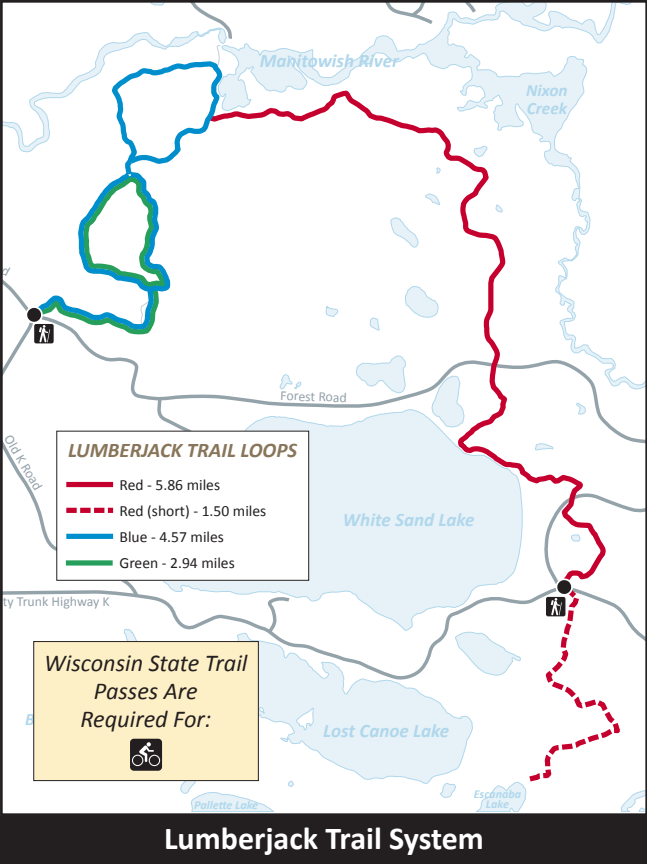 Manitowish River
Nixon
Creek
Forest Road
Old K Road
LUMBERJACK TRAIL LOOPS
Red - 5.86 miles
Red (short) - 1.50 miles
Blue - 4.57 miles
Green - 2.94 miles
White Sand Lake
ty Trunk Highway K
Wisconsin State Trail
Passes Are
Required For:
B
Lost Canoe Lake
Escanaba
Lake
Pallette Lake
Lumberjack Trail System